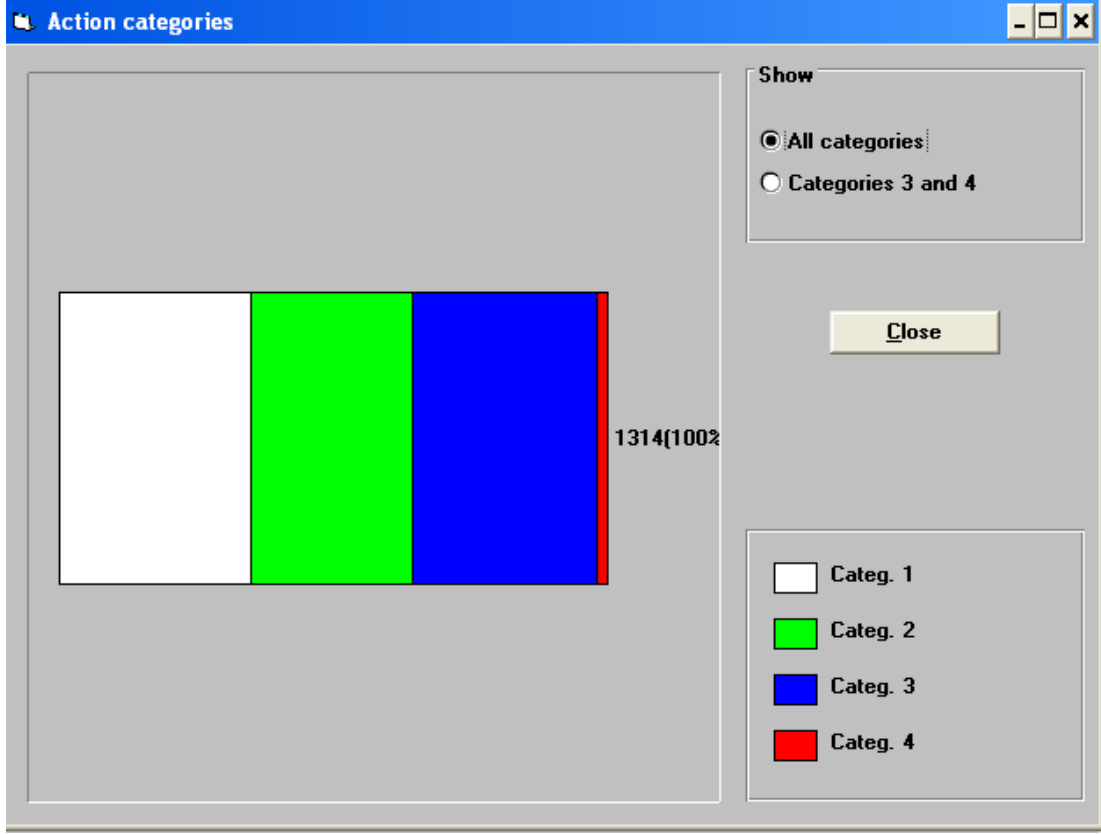 Action categories
Show
All categories
Categories 3 and 4
Close
1314(100%
Categ. 1
Categ. 2
Categ. 3
Categ. 4